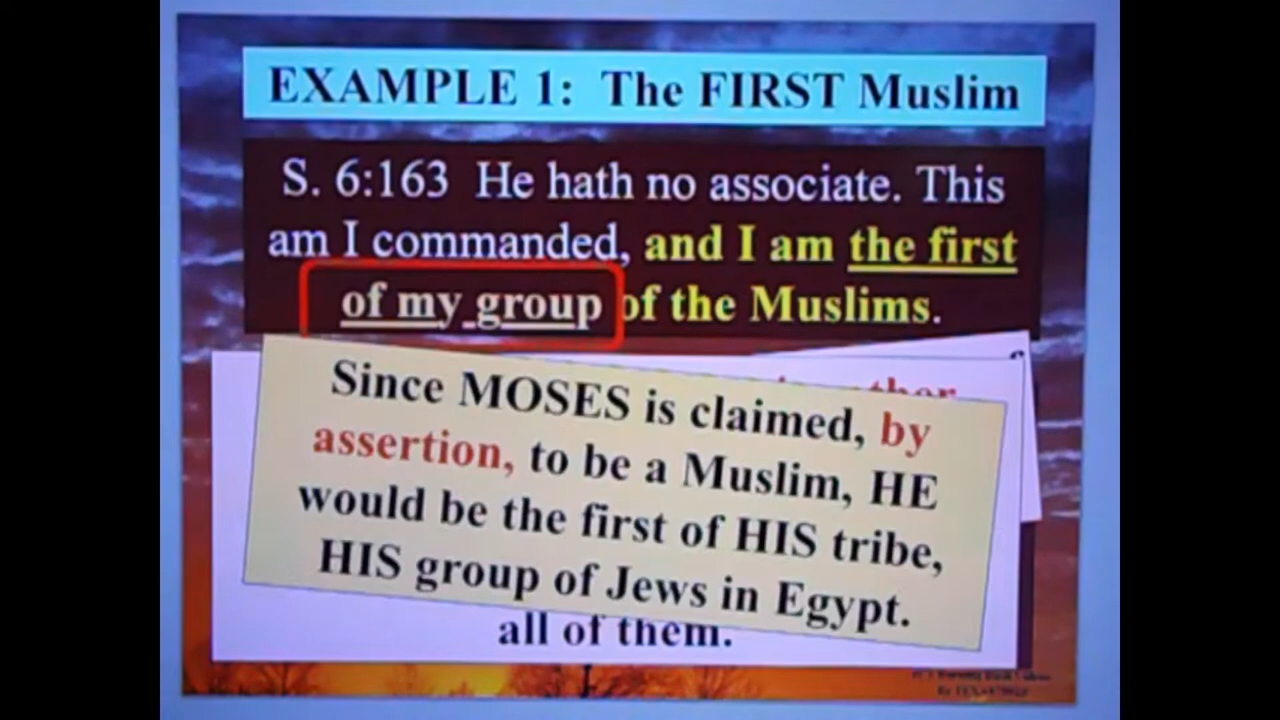 EXAMPLE 1: The FIRST Muslim
S. 6:163 He hath no associate. This
am I commanded, and I am the first
of my group of the Muslims.
Since MOSES is claimed, by
assertion, to be a Muslim, HE
would be the first of HIS tribe,
HIS group of Jews in Egypt.
all of them.